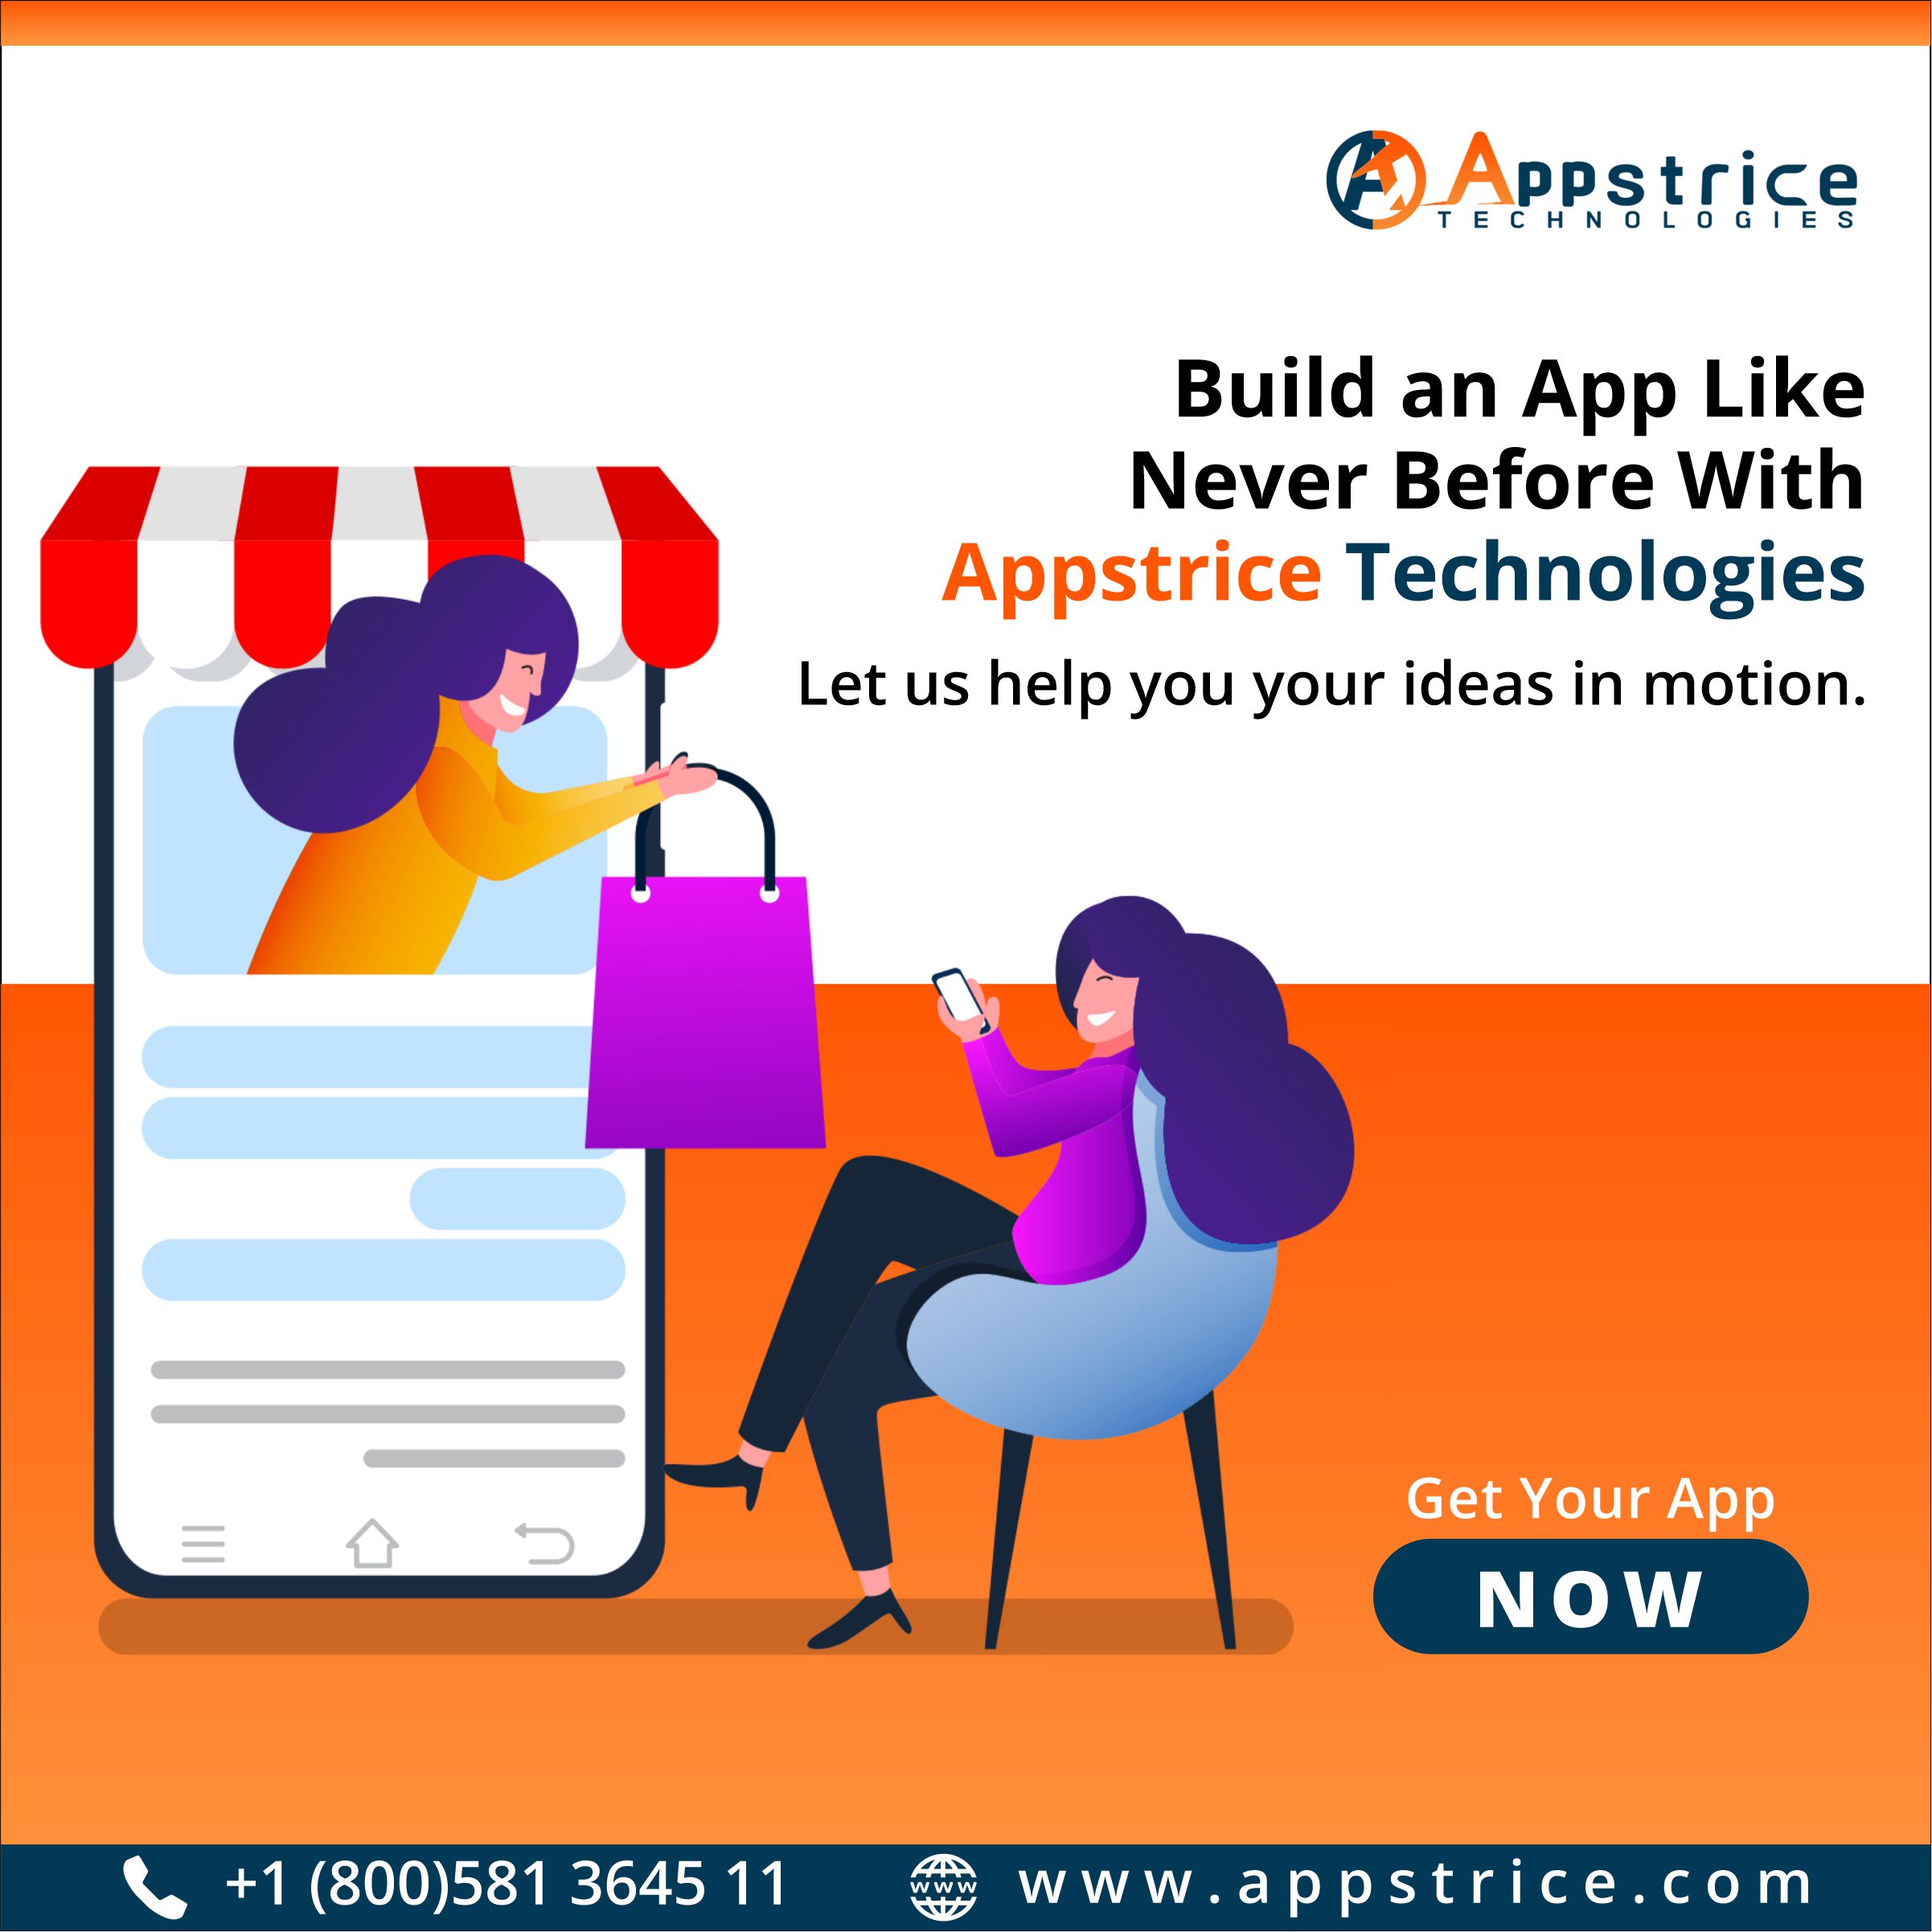 Appstrice
TECHNOLOGIES
Build an App Like
Never Before With
Appstrice Technologies
Let us help you your ideas in motion.
Get Your App
NOW
+1 (800)581 3645 11
www
www.appstrice.com